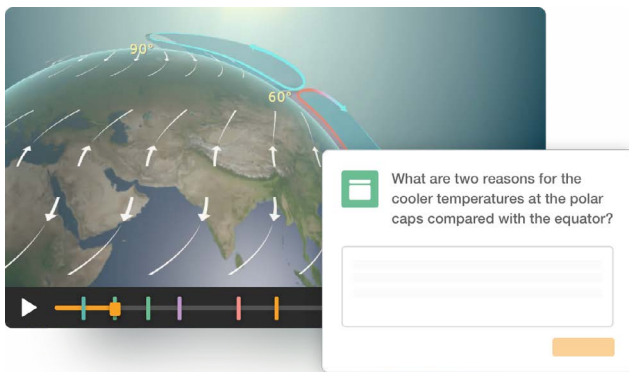 90°
60°
What are two reasons for the
cooler temperatures at the polar
caps compared with the equator?